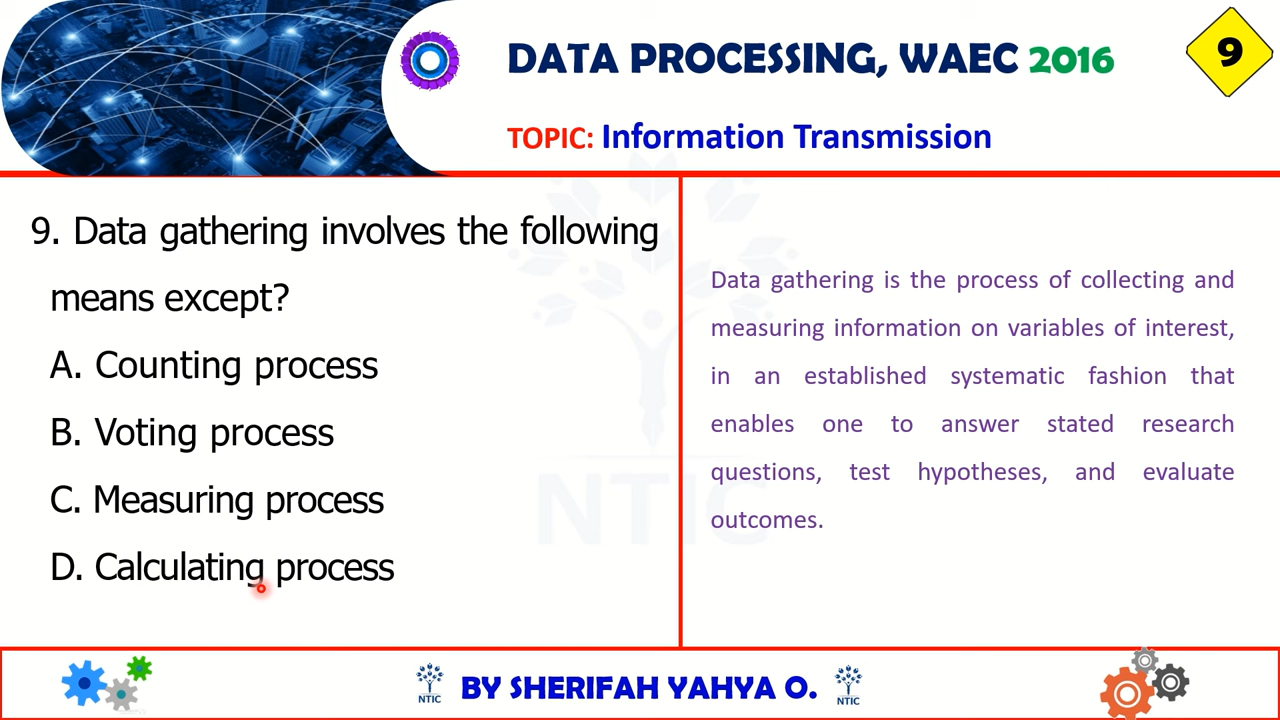 DATA PROCESSING, WAEC 2016
9
TOPIC: Information Transmission
9. Data gathering involves the following
means except?
A. Counting process
B. Voting process
C. Measuring process
D. Calculating process
Data gathering is the process of collecting and
measuring information on variables of interest,
in an established systematic fashion that
enables one to answer stated research
questions, test hypotheses, and evaluate
outcomes.
NTIC
NTIC
BY SHERIFAH YAHYA O.
NTIC